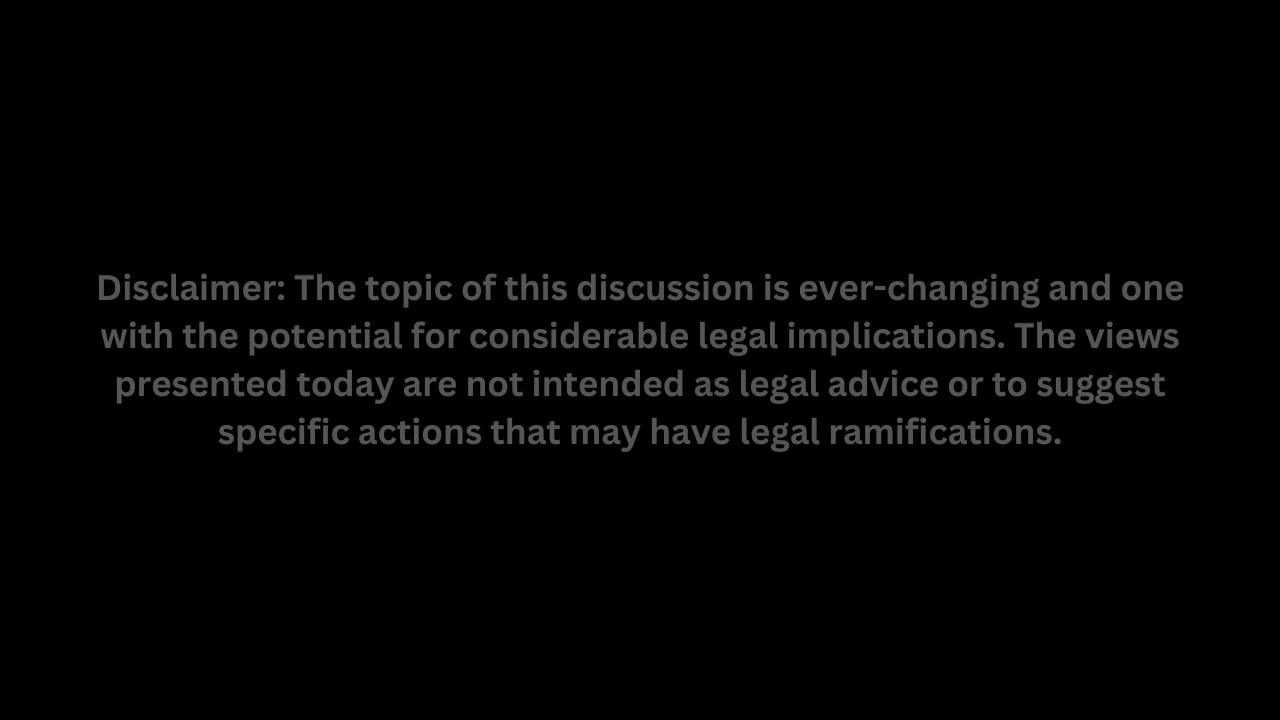 Disclaimer: The topic of this discussion is ever-changing and one
with the potential for considerable legal implications. The views
presented today are not intended as legal advice or to suggest
specific actions that may have legal ramifications.